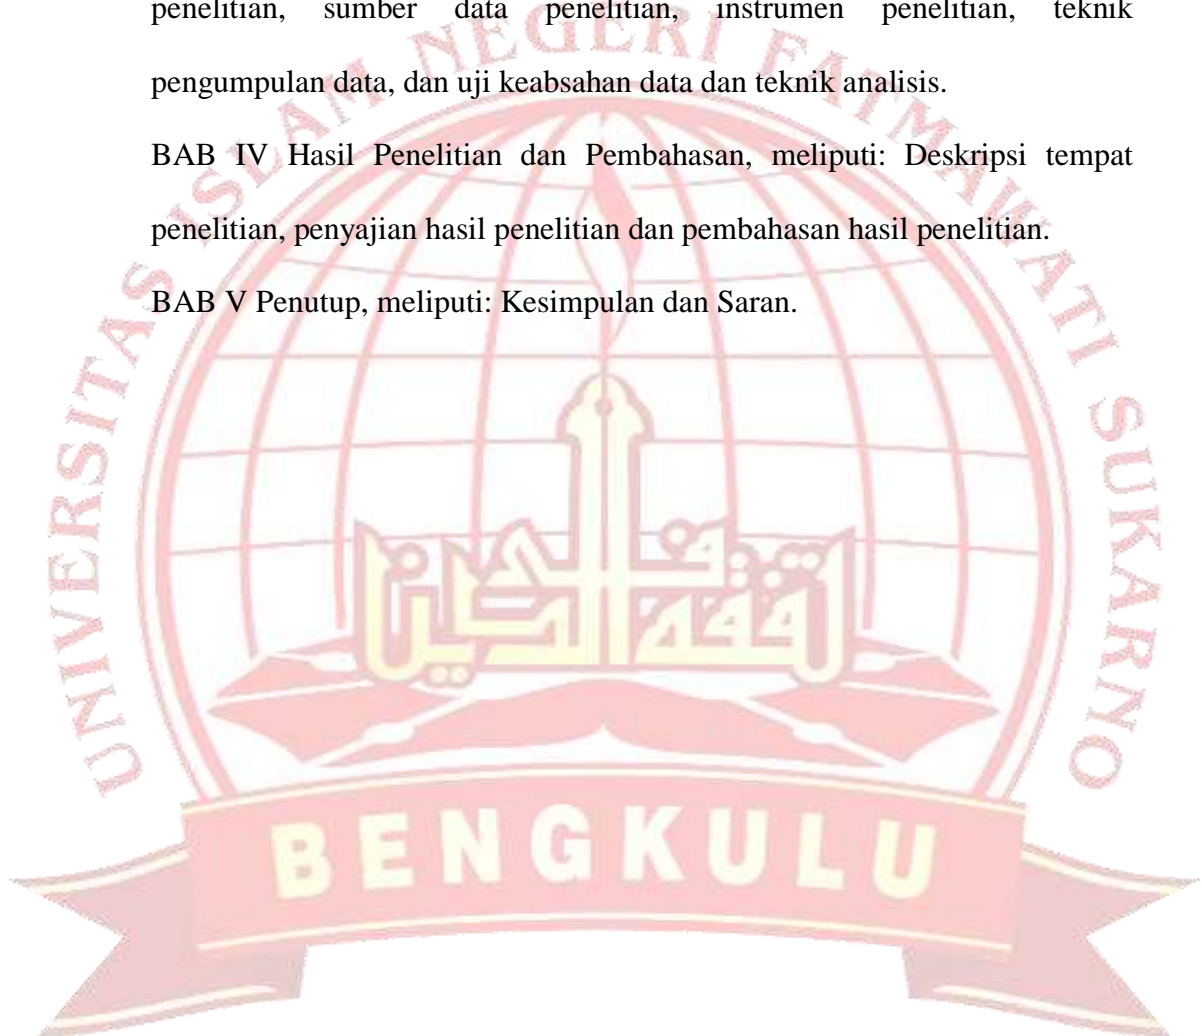 penelitian, sumber data penelitian, instrumen penelitian, teknik
pengumpulan data, dan uji keabsahan data dan teknik analisis.
BAB IV Hasil Penelitian dan Pembahasan, meliputi: Deskripsi tempat
penelitian, penyajian hasil penelitian dan pembahasan hasil penelitian.
BAB V Penutup, meliputi: Kesimpulan dan Saran.
UNIVERSITAS ISLAM NEGERI FATMAWATI SUKARNO
BENGKULU